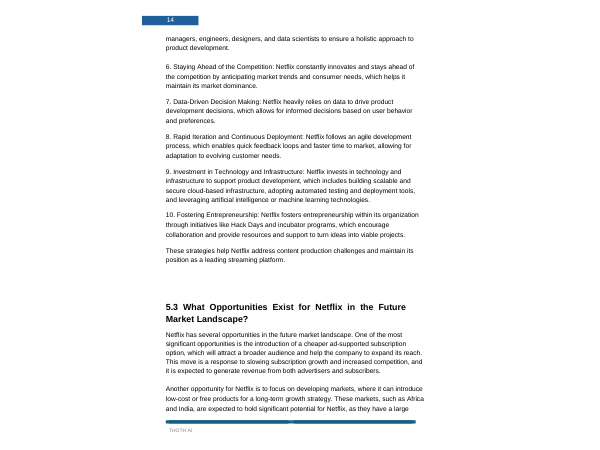 14
managers, engineers, designers, and data scientists to ensure a holistic approach to
product development.
6. Staying Ahead of the Competition: Netflix constantly innovates and stays ahead of
the competition by anticipating market trends and consumer needs, which helps it
maintain its market dominance.
7. Data-Driven Decision Making: Netflix heavily relies on data to drive product
development decisions, which allows for informed decisions based on user behavior
and preferences.
8. Rapid Iteration and Continuous Deployment: Netflix follows an agile development
process, which enables quick feedback loops and faster time to market, allowing for
adaptation to evolving customer needs.
9. Investment in Technology and Infrastructure: Netflix invests in technology and
infrastructure to support product development, which includes building scalable and
secure cloud-based infrastructure, adopting automated testing and deployment tools,
and leveraging artificial intelligence or machine learning technologies.
10. Fostering Entrepreneurship: Netflix fosters entrepreneurship within its organization
through initiatives like Hack Days and incubator programs, which encourage
collaboration and provide resources and support to turn ideas into viable projects.
These strategies help Netflix address content production challenges and maintain its
position as a leading streaming platform.
5.3 What Opportunities Exist for Netflix in the Future
Market Landscape?
Netflix has several opportunities in the future market landscape. One of the most
significant opportunities is the introduction of a cheaper ad-supported subscription
option, which will attract a broader audience and help the company to expand its reach.
This move is a response to slowing subscription growth and increased competition, and
it is expected to generate revenue from both advertisers and subscribers.
Another opportunity for Netflix is to focus on developing markets, where it can introduce
low-cost or free products for a long-term growth strategy. These markets, such as Africa
and India, are expected to hold significant potential for Netflix, as they have a large
THOTH AI